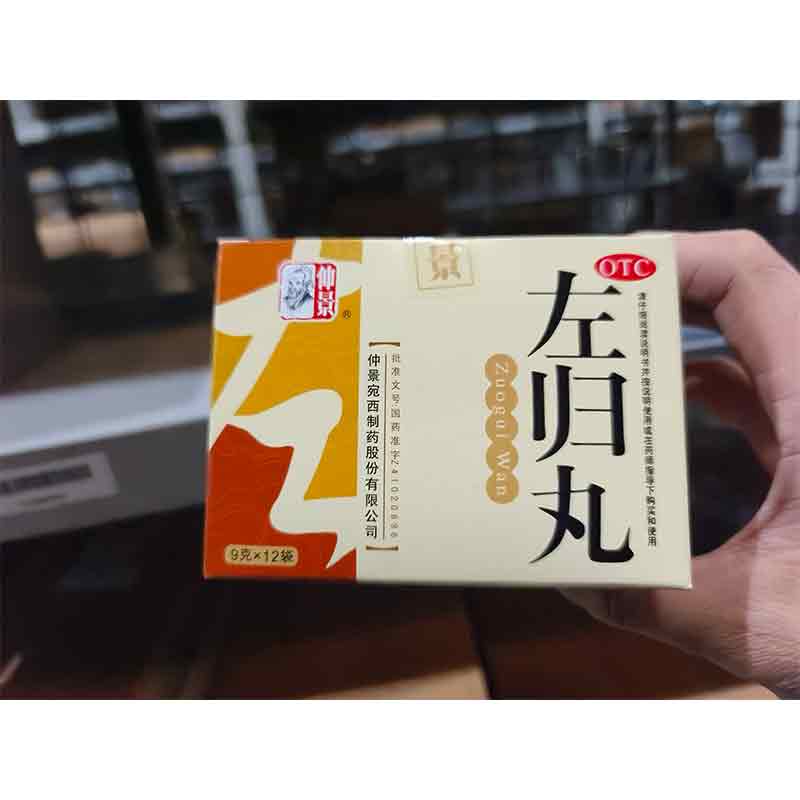 OTC
左归丸
Zuogui Wan
请仔细阅读说明书并按说明使用或在药师指导下购买和使用
景
仲景
®
批准文号:国药准字Z41020696
【仲景宛西制药股份有限公司】
9克×12袋